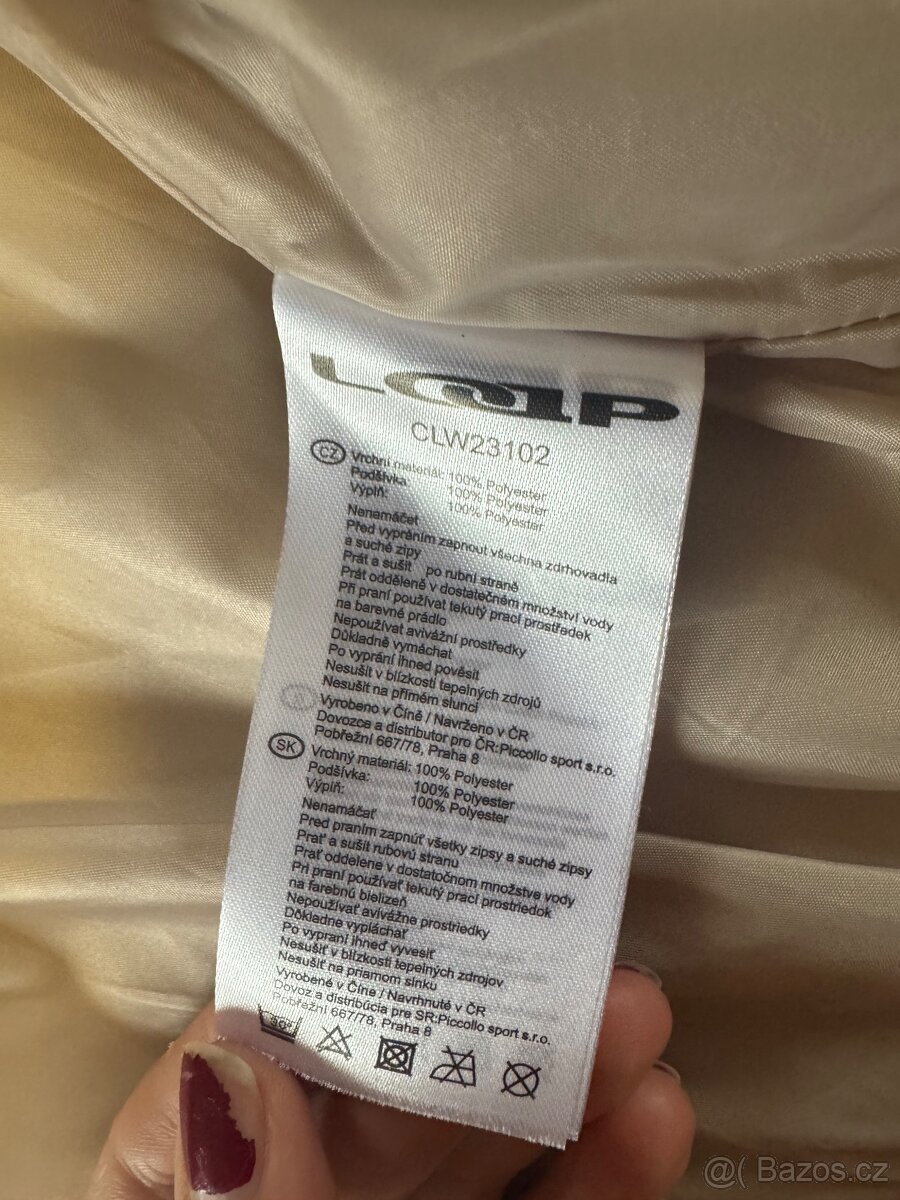 LOAP
CLW23102
CZ Vrchní materiál: 100% Polyester
Podšívka: 100% Polyester
Výplň: 100% Polyester
Nenamáčet
Před vypráním zapnout všechna zdrhovadla
a suché zipy
Prát a sušit po rubní straně
Prát odděleně v dostatečném množství vody
Při praní používat tekutý prací prostředek
na barevné prádlo
Nepoužívat avivážní prostředky
Důkladně vymáchat
Po vyprání ihned pověsit
Nesušit v blízkosti tepelných zdrojů
Nesušit na přímém slunci
Vyrobeno v Číně / Navrženo v ČR
Dovozce a distributor pro ČR:Piccollo sport s.r.o.
Pobřežní 667/78, Praha 8
SK Vrchný materiál: 100% Polyester
Podšívka: 100% Polyester
Výplň: 100% Polyester
Nenamáčať
Pred praním zapnúť všetky zipsy a suché zipsy
Prať a sušiť rubovú stranu
Prať oddelene v dostatočnom množstve vody
Pri praní používať tekutý prací prostriedok
na farebnú bielizeň
Nepoužívať avivážne prostriedky
Dôkladne vypláchať
Po vypraní ihneď vyvesiť
Nesušiť v blízkosti tepelných zdrojov
Nesušiť na priamom slnku
Vyrobené v Číne / Navrhnuté v ČR
Dovoz a distribúcia pre SR:Piccollo sport s.r.o.
Pobřežní 667/78, Praha 8
30°
@( Bazos.cz